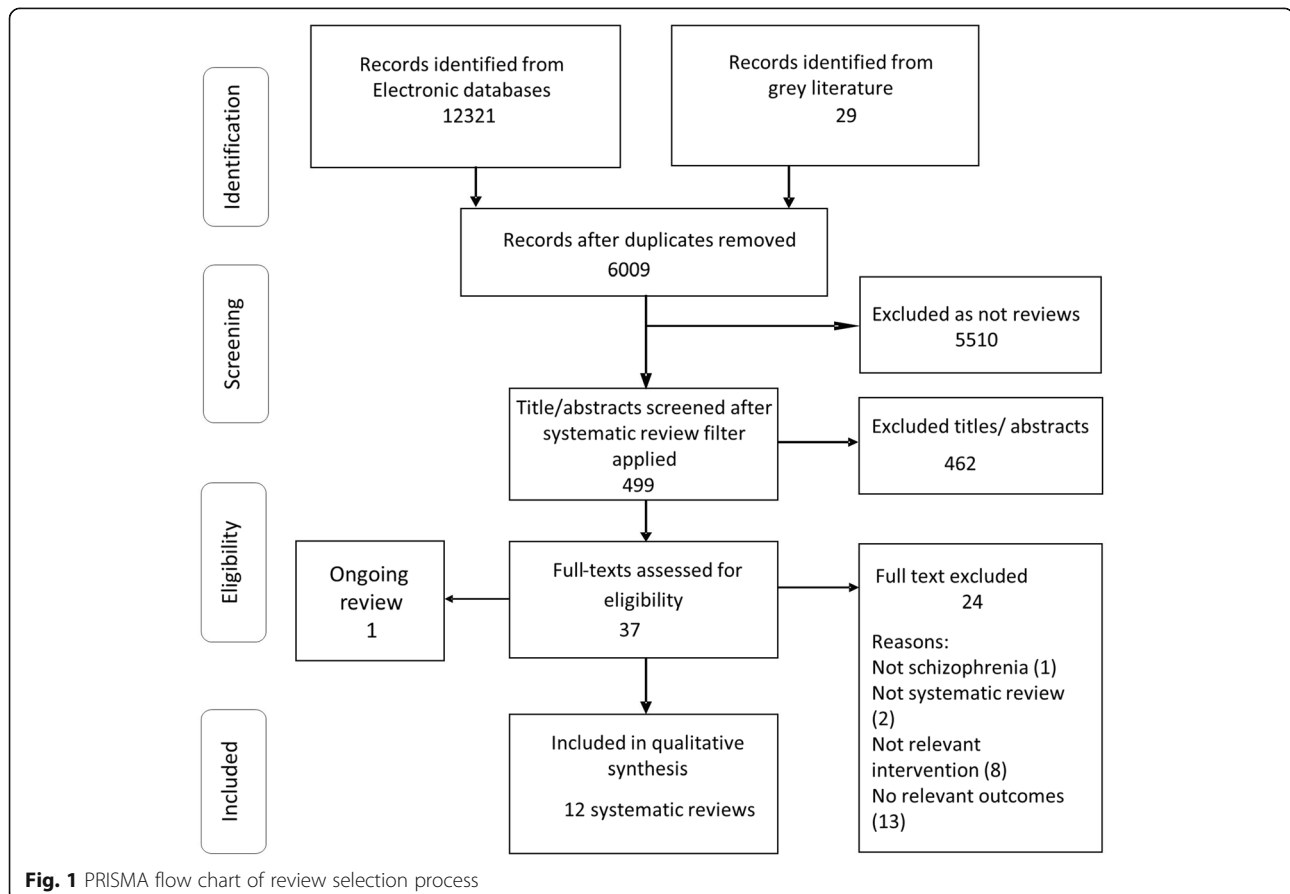 Identification
Records identified from
Electronic databases
12321
Records identified from
grey literature
29
Records after duplicates removed
6009
Screening
Excluded as not reviews
5510
Title/abstracts screened after
systematic review filter
applied
499
Excluded titles/ abstracts
462
Eligibility
Ongoing
review
1
Full-texts assessed for
eligibility
37
Full text excluded
24
Reasons:
Not schizophrenia (1)
Not systematic review
(2)
Not relevant
intervention (8)
No relevant outcomes
(13)
Included
Included in qualitative
synthesis
12 systematic reviews
Fig. 1 PRISMA flow chart of review selection process